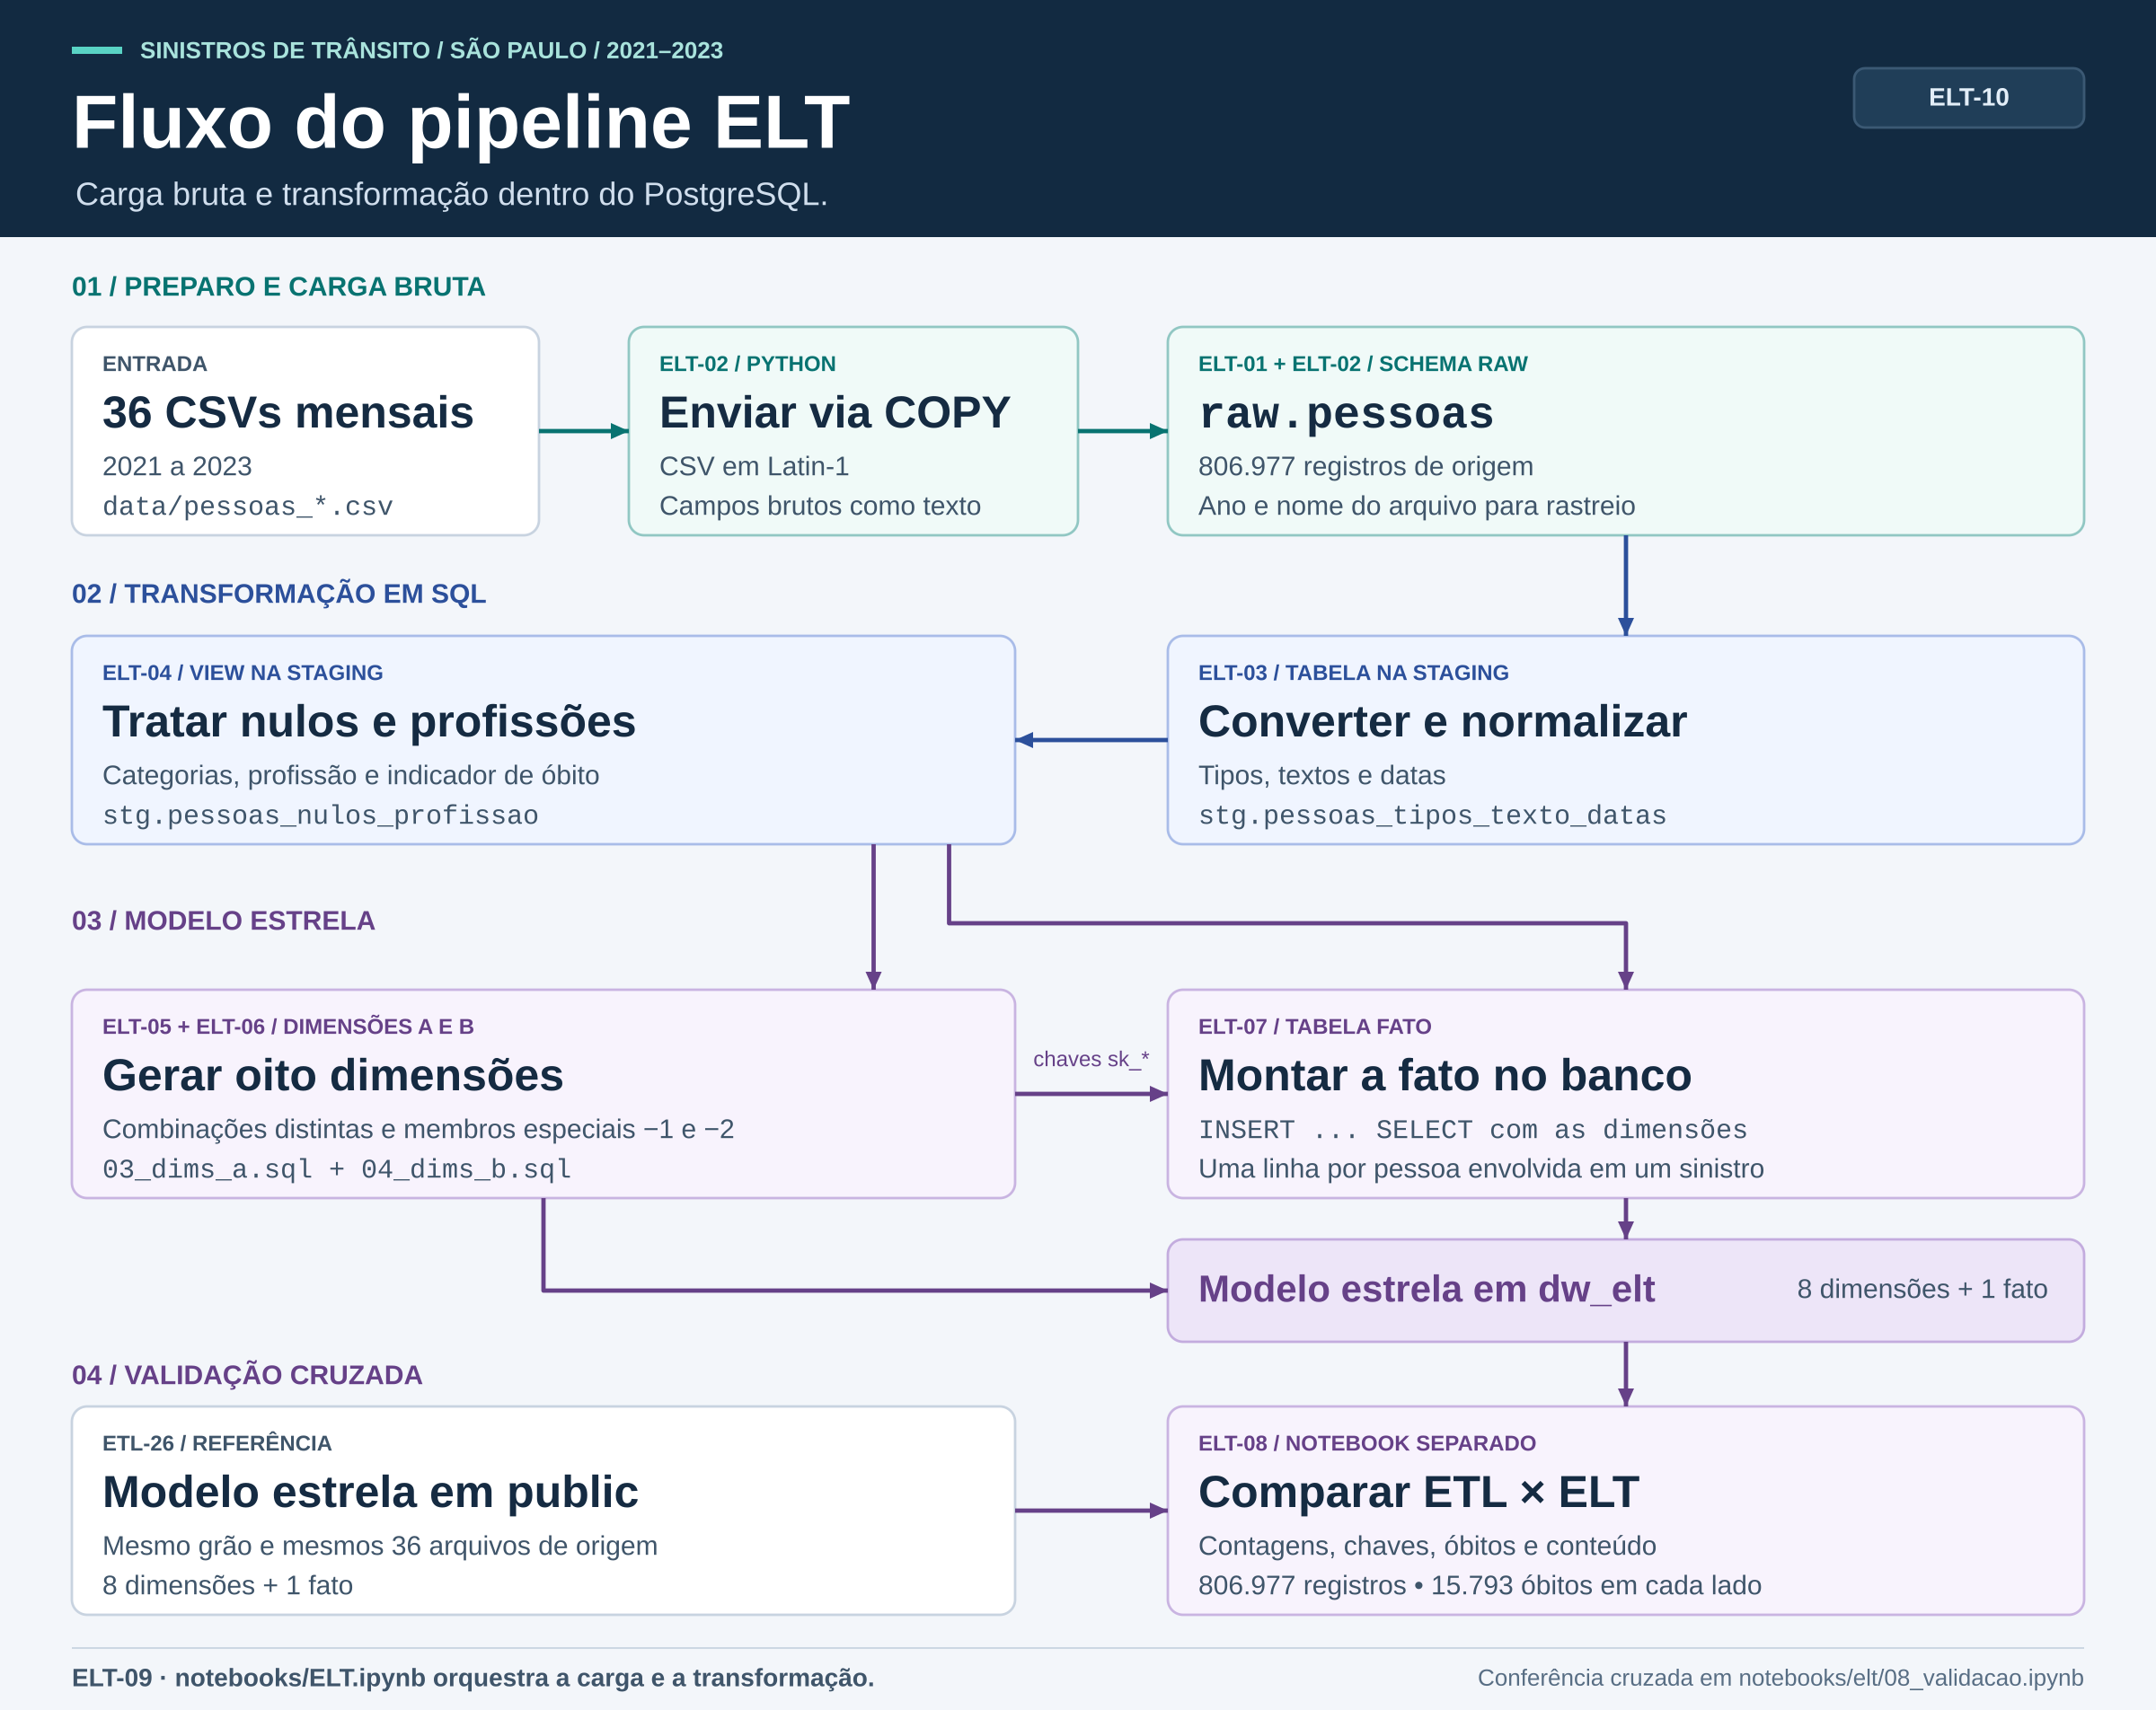 SINISTROS DE TRÂNSITO / SÃO PAULO / 2021–2023
Fluxo do pipeline ELT
Carga bruta e transformação dentro do PostgreSQL.
ELT-10
01 / PREPARO E CARGA BRUTA
ENTRADA
36 CSVs mensais
2021 a 2023
data/pessoas_*.csv
ELT-02 / PYTHON
Enviar via COPY
CSV em Latin-1
Campos brutos como texto
ELT-01 + ELT-02 / SCHEMA RAW
raw.pessoas
806.977 registros de origem
Ano e nome do arquivo para rastreio
02 / TRANSFORMAÇÃO EM SQL
ELT-04 / VIEW NA STAGING
Tratar nulos e profissões
Categorias, profissão e indicador de óbito
stg.pessoas_nulos_profissao
ELT-03 / TABELA NA STAGING
Converter e normalizar
Tipos, textos e datas
stg.pessoas_tipos_texto_datas
03 / MODELO ESTRELA
ELT-05 + ELT-06 / DIMENSÕES A E B
Gerar oito dimensões
Combinações distintas e membros especiais −1 e −2
03_dims_a.sql + 04_dims_b.sql
chaves sk_*
ELT-07 / TABELA FATO
Montar a fato no banco
INSERT ... SELECT com as dimensões
Uma linha por pessoa envolvida em um sinistro
Modelo estrela em dw_elt
8 dimensões + 1 fato
04 / VALIDAÇÃO CRUZADA
ETL-26 / REFERÊNCIA
Modelo estrela em public
Mesmo grão e mesmos 36 arquivos de origem
8 dimensões + 1 fato
ELT-08 / NOTEBOOK SEPARADO
Comparar ETL × ELT
Contagens, chaves, óbitos e conteúdo
806.977 registros • 15.793 óbitos em cada lado
ELT-09 · notebooks/ELT.ipynb orquestra a carga e a transformação.
Conferência cruzada em notebooks/elt/08_validacao.ipynb